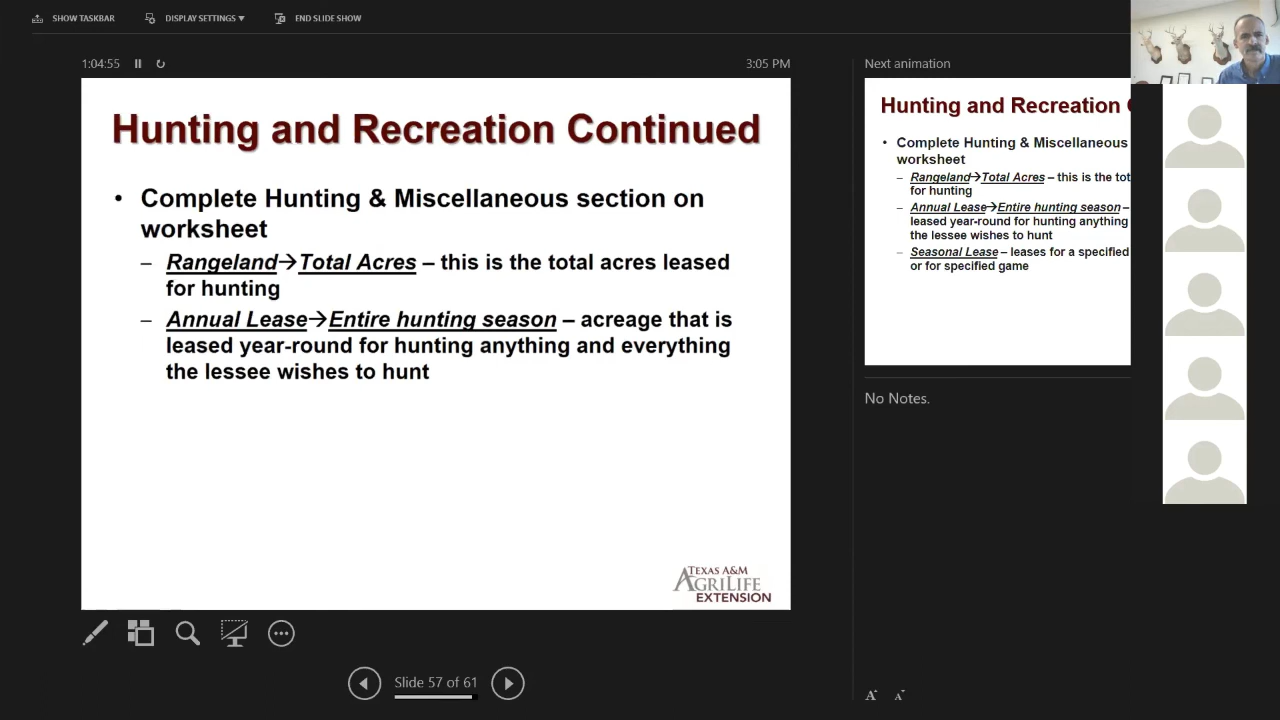 SHOW TASKBAR
DISPLAY SETTINGS ▼
END SLIDE SHOW
1:04:55
3:05 PM
Hunting and Recreation Continued
• Complete Hunting & Miscellaneous section on
worksheet
– Rangeland→Total Acres – this is the total acres leased
for hunting
– Annual Lease→Entire hunting season – acreage that is
leased year-round for hunting anything and everything
the lessee wishes to hunt
TEXAS A&M
AGRILIFE
EXTENSION
Slide 57 of 61
Next animation
Hunting and Recreation
• Complete Hunting & Miscellaneous
worksheet
– Rangeland→Total Acres – this is the
for hunting
– Annual Lease→Entire hunting season –
leased year-round for hunting anything
the lessee wishes to hunt
– Seasonal Lease – leases for a specified
or for specified game
No Notes.
A A